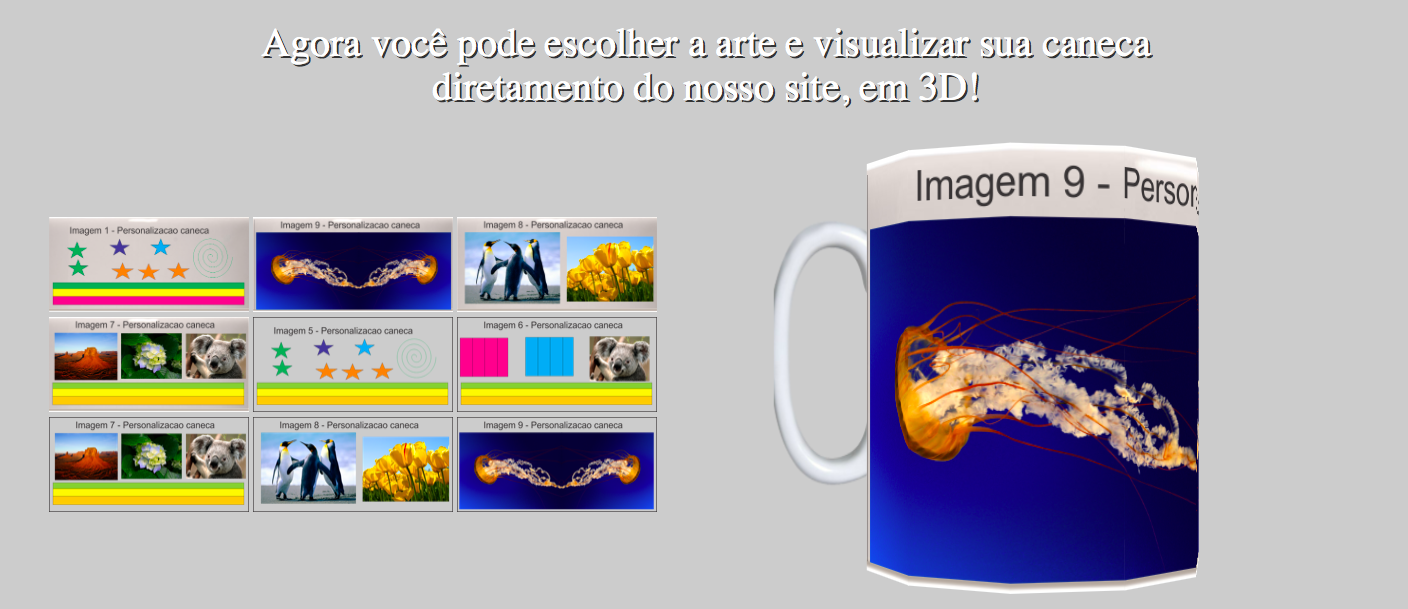 Agora você pode escolher a arte e visualizar sua caneca
diretamento do nosso site, em 3D!
Imagem 1 - Personalizacao caneca
Imagem 9 - Personalizacao caneca
Imagem 8 - Personalizacao caneca
Imagem 7 - Personalizacao caneca
Imagem 5 - Personalizacao caneca
Imagem 6 - Personalizacao caneca
Imagem 7 - Personalizacao caneca
Imagem 8 - Personalizacao caneca
Imagem 9 - Personalizacao caneca
Imagem 9 - Person